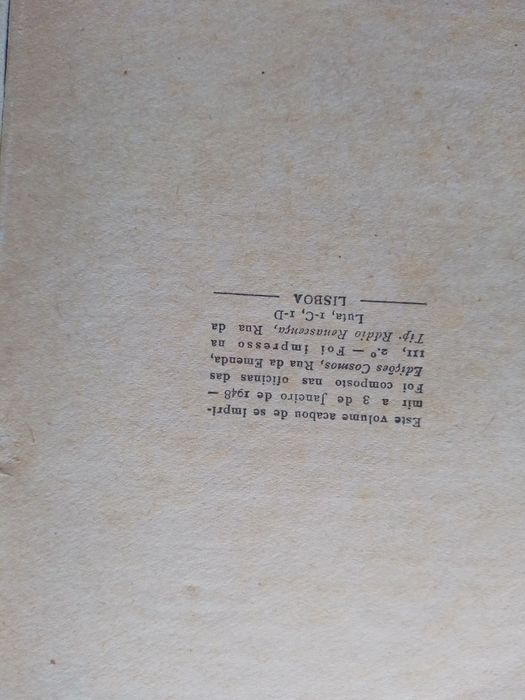 Este volume acabou de se impri-
mir a 3 de Janeiro de 1948 —
Foi composto nas oficinas das
Edições Cosmos, Rua da Emenda,
111, 2.º — Foi impresso na
Tip. Rádio Renascença, Rua da
Luta, 1-C, 1-D
LISBOA